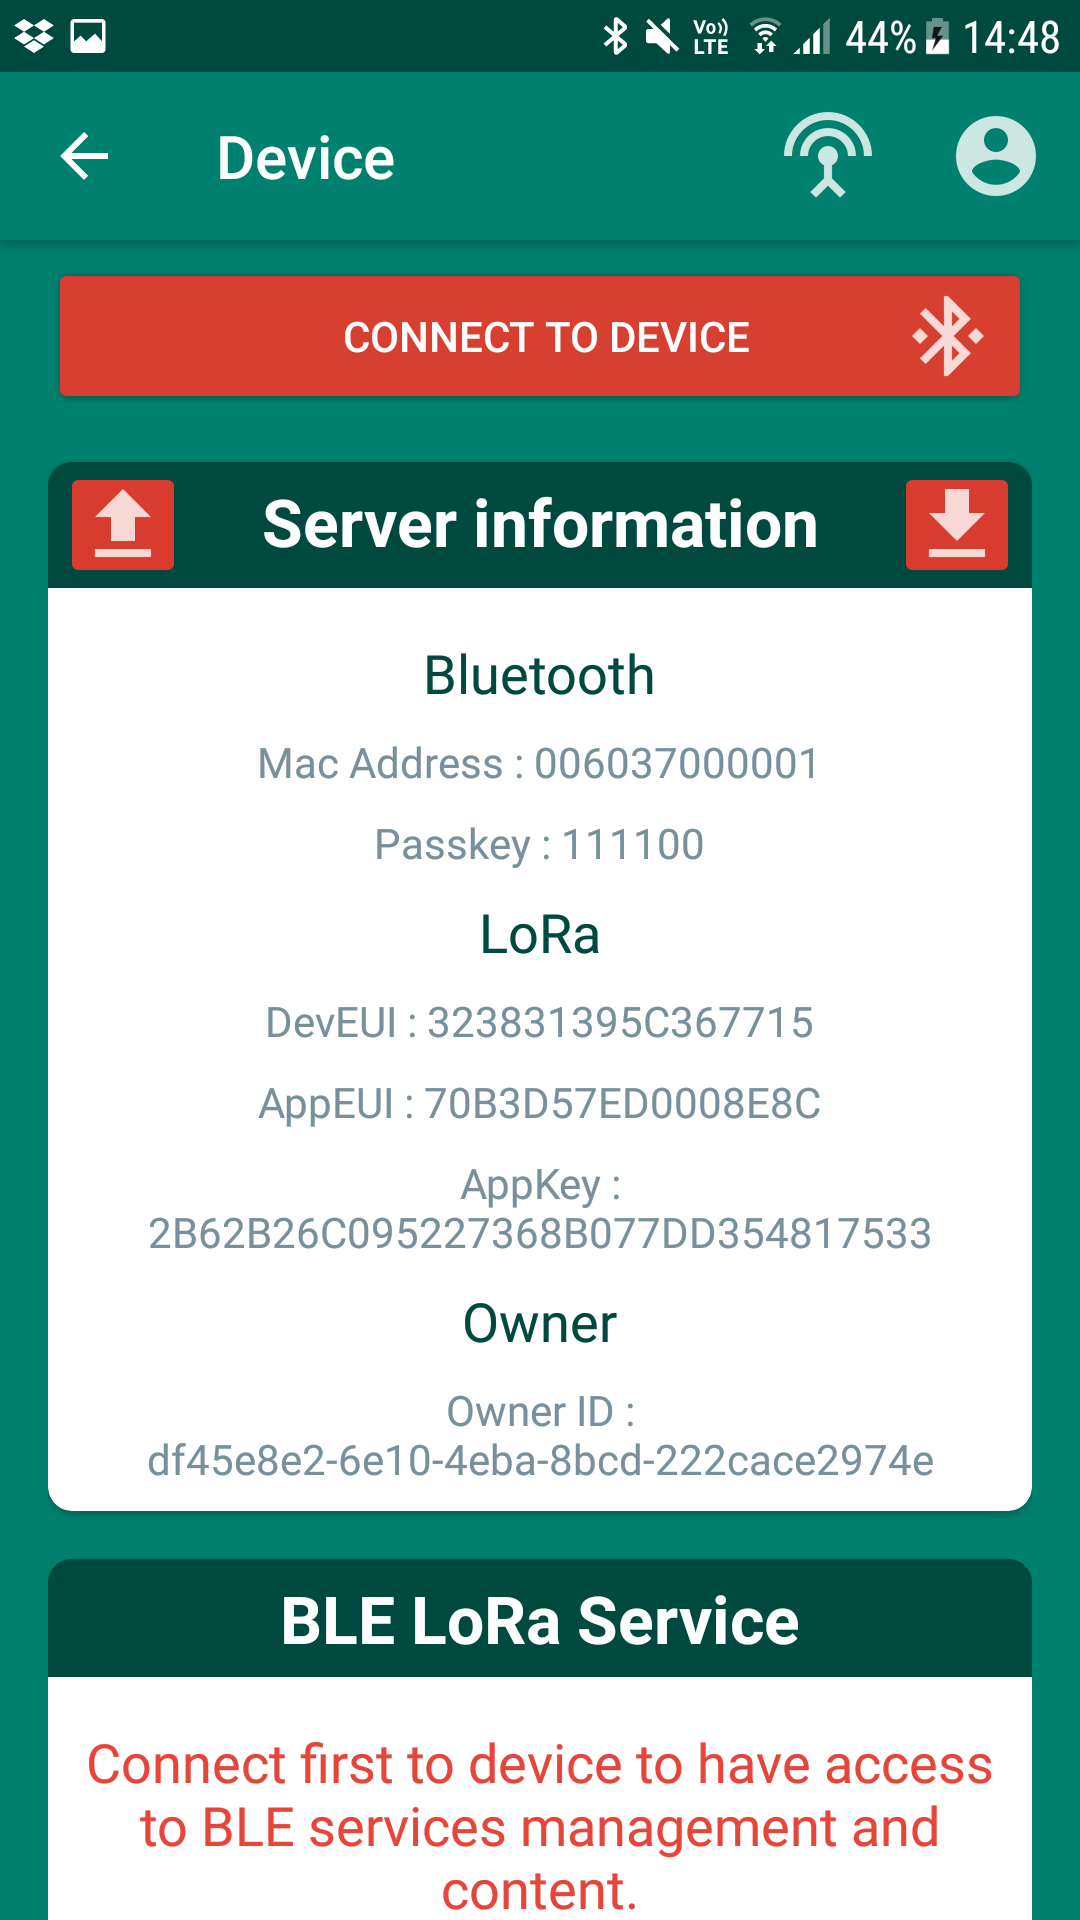 Vo)) LTE 44% 14:48
Device
CONNECT TO DEVICE
Server information
Bluetooth
Mac Address : 006037000001
Passkey : 111100
LoRa
DevEUI : 323831395C367715
AppEUI : 70B3D57ED0008E8C
AppKey :
2B62B26C095227368B077DD354817533
Owner
Owner ID :
df45e8e2-6e10-4eba-8bcd-222cace2974e
BLE LoRa Service
Connect first to device to have access
to BLE services management and
content.